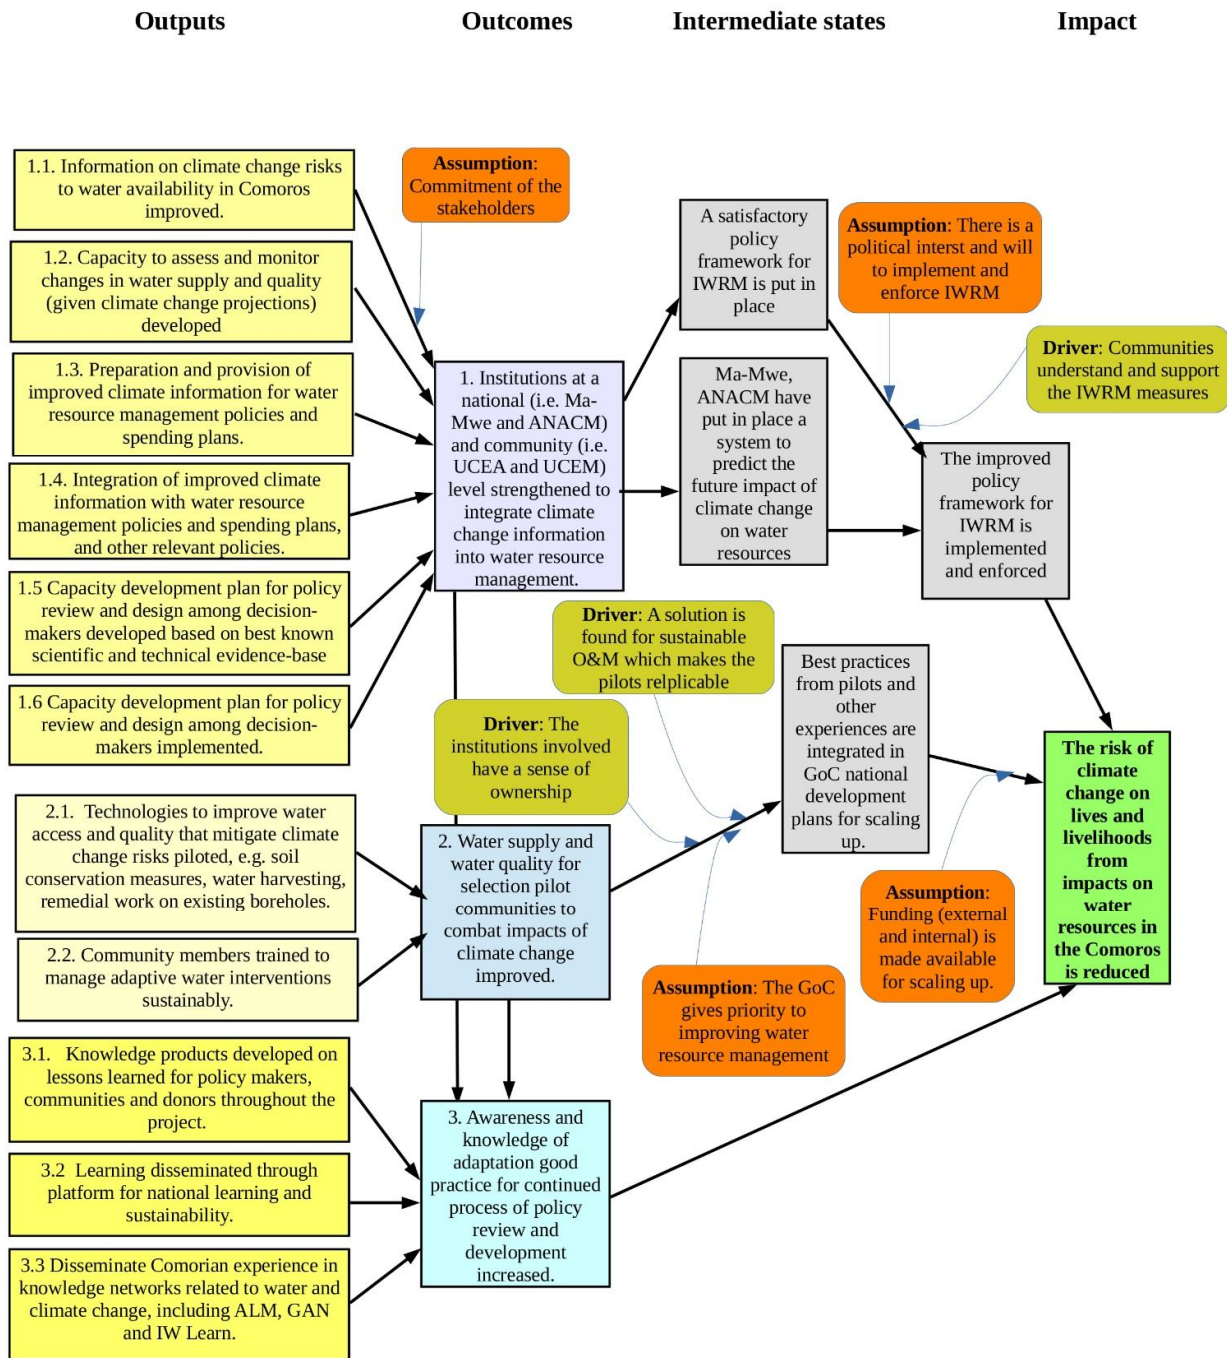 Outputs
Outcomes
Intermediate states
Impact
1.1. Information on climate change risks
to water availability in Comoros
improved.
1.2. Capacity to assess and monitor
changes in water supply and quality
(given climate change projections)
developed
1.3. Preparation and provision of
improved climate information for water
resource management policies and
spending plans.
1.4. Integration of improved climate
information with water resource
management policies and spending plans,
and other relevant policies.
1.5 Capacity development plan for policy
review and design among decision-
makers developed based on best known
scientific and technical evidence-base
1.6 Capacity development plan for policy
review and design among decision-
makers implemented.
2.1. Technologies to improve water
access and quality that mitigate climate
change risks piloted, e.g. soil
conservation measures, water harvesting,
remedial work on existing boreholes.
2.2. Community members trained to
manage adaptive water interventions
sustainably.
3.1. Knowledge products developed on
lessons learned for policy makers,
communities and donors throughout the
project.
3.2 Learning disseminated through
platform for national learning and
sustainability.
3.3 Disseminate Comorian experience in
knowledge networks related to water and
climate change, including ALM, GAN
and IW Learn.
Assumption:
Commitment of the
stakeholders
1. Institutions at a
national (i.e. Ma-
Mwe and ANACM)
and community (i.e.
UCEA and UCEM)
level strengthened to
integrate climate
change information
into water resource
management.
Driver: A solution is
found for sustainable
O&M which makes the
pilots relplicable
Driver: The
institutions involved
have a sense of
ownership
2. Water supply and
water quality for
selection pilot
communities to
combat impacts of
climate change
improved.
3. Awareness and
knowledge of
adaptation good
practice for continued
process of policy
review and
development
increased.
A satisfactory
policy
framework for
IWRM is put in
place
Ma-Mwe,
ANACM have
put in place a
system to
predict the
future impact of
climate change
on water
resources
Best practices
from pilots and
other
experiences are
integrated in
GoC national
development
plans for scaling
up.
Assumption: The GoC
gives priority to
improving water
resource management
Assumption: There is a
political interst and will
to implement and
enforce IWRM
Driver: Communities
understand and support
the IWRM measures
The improved
policy
framework for
IWRM is
implemented
and enforced
Assumption:
Funding (external
and internal) is
made available
for scaling up.
The risk of
climate
change on
lives and
livelihoods
from
impacts on
water
resources in
the Comoros
is reduced